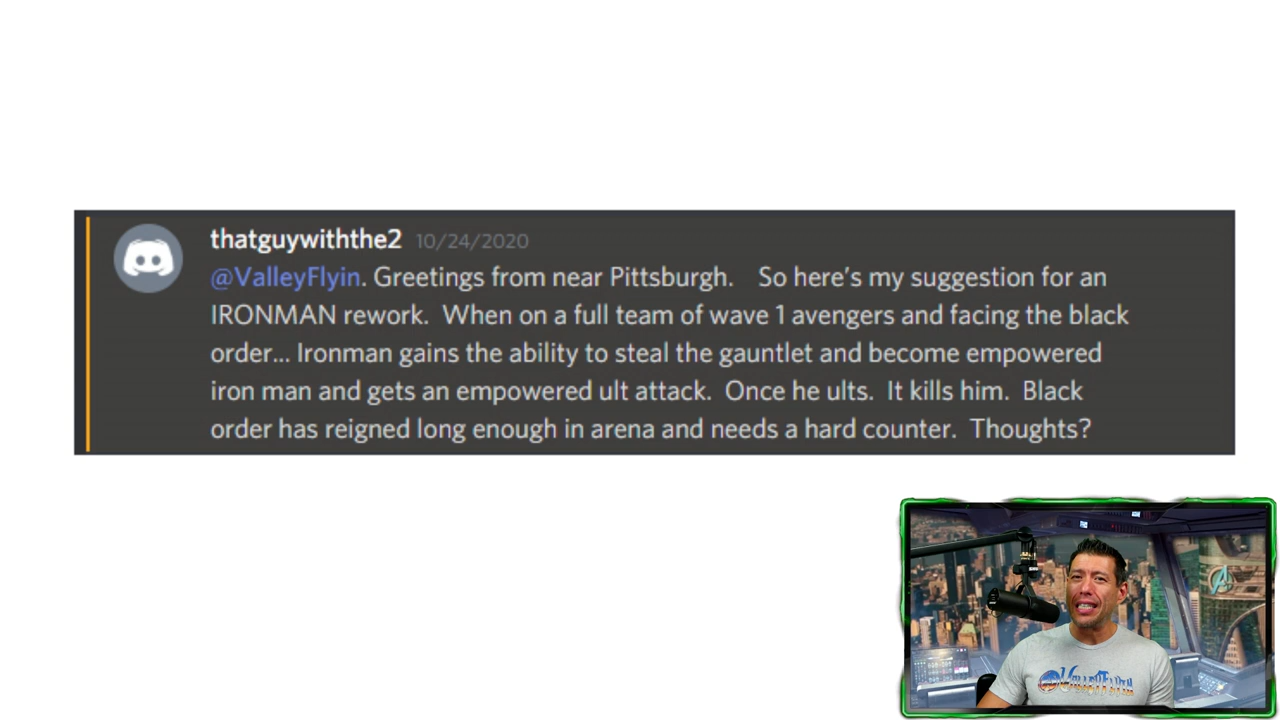 thatguywiththe2 10/24/2020
@ValleyFlyin. Greetings from near Pittsburgh. So here's my suggestion for an
IRONMAN rework. When on a full team of wave 1 avengers and facing the black
order... Ironman gains the ability to steal the gauntlet and become empowered
iron man and gets an empowered ult attack. Once he ults. It kills him. Black
order has reigned long enough in arena and needs a hard counter. Thoughts?
VALLEYFLYIN